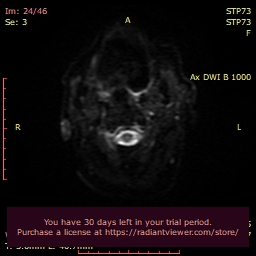 Im: 24/46
Se: 3
A
STP73
STP73
F
Ax DWI B 1000
R
L
You have 30 days left in your trial period.
Purchase a license at https://radiantviewer.com/store/